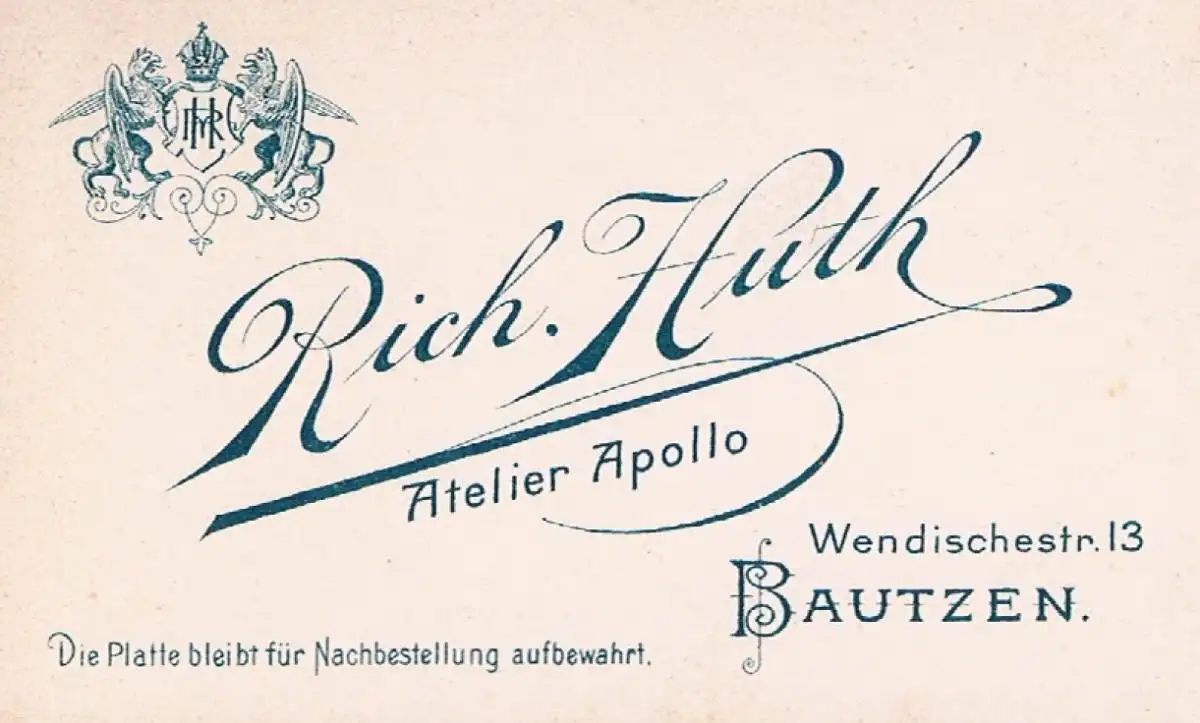 Rich. Huth
Atelier Apollo
Wendischestr. 13
BAUTZEN.
Die Platte bleibt für Nachbestellung aufbewahrt.